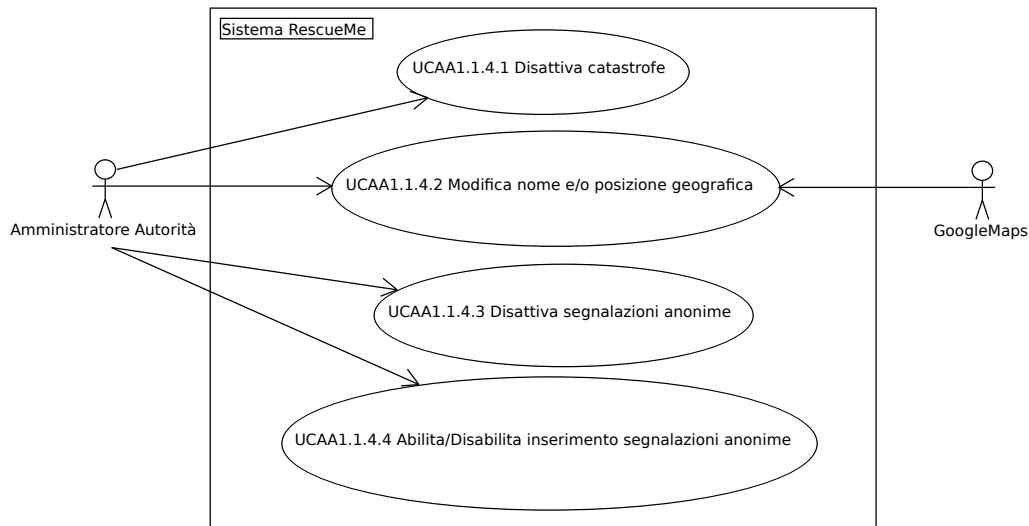 Sistema RescueMe
UCAA1.1.4.1 Disattiva catastrofe
UCAA1.1.4.2 Modifica nome e/o posizione geografica
Amministratore Autorità
GoogleMaps
UCAA1.1.4.3 Disattiva segnalazioni anonime
UCAA1.1.4.4 Abilita/Disabilita inserimento segnalazioni anonime